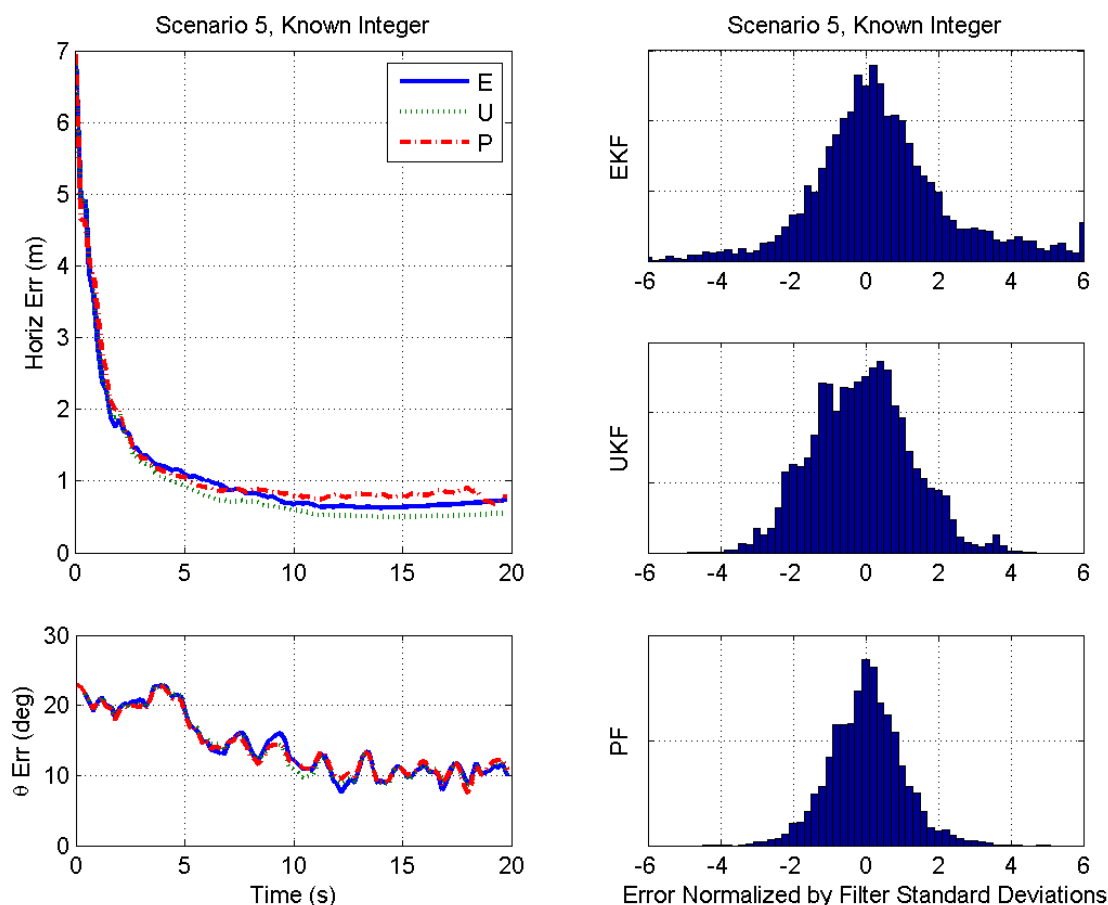 Scenario 5, Known Integer
7
6
5
4
3
2
1
0
Horiz Err (m)
E
U
P
0 5 10 15 20
30
20
10
0
θ Err (deg)
0 5 10 15 20
Time (s)
Scenario 5, Known Integer
EKF
-6 -4 -2 0 2 4 6
UKF
-6 -4 -2 0 2 4 6
PF
-6 -4 -2 0 2 4 6
Error Normalized by Filter Standard Deviations